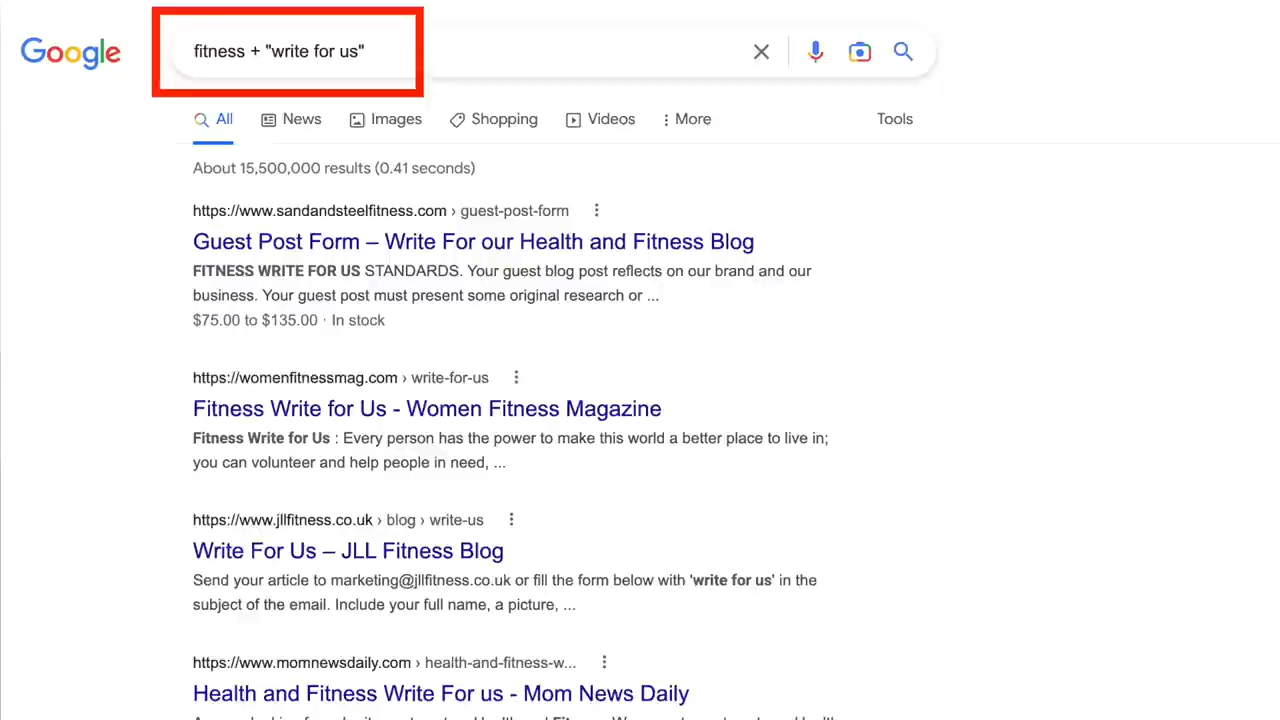 Google
fitness + "write for us"
All News Images Shopping Videos More Tools
About 15,500,000 results (0.41 seconds)
https://www.sandandsteelfitness.com › guest-post-form
Guest Post Form – Write For our Health and Fitness Blog
FITNESS WRITE FOR US STANDARDS. Your guest blog post reflects on our brand and our
business. Your guest post must present some original research or ...
$75.00 to $135.00 · In stock
https://womenfitnessmag.com › write-for-us
Fitness Write for Us - Women Fitness Magazine
Fitness Write for Us : Every person has the power to make this world a better place to live in;
you can volunteer and help people in need, ...
https://www.jllfitness.co.uk › blog › write-us
Write For Us – JLL Fitness Blog
Send your article to marketing@jllfitness.co.uk or fill the form below with 'write for us' in the
subject of the email. Include your full name, a picture, ...
https://www.momnewsdaily.com › health-and-fitness-w...
Health and Fitness Write For us - Mom News Daily